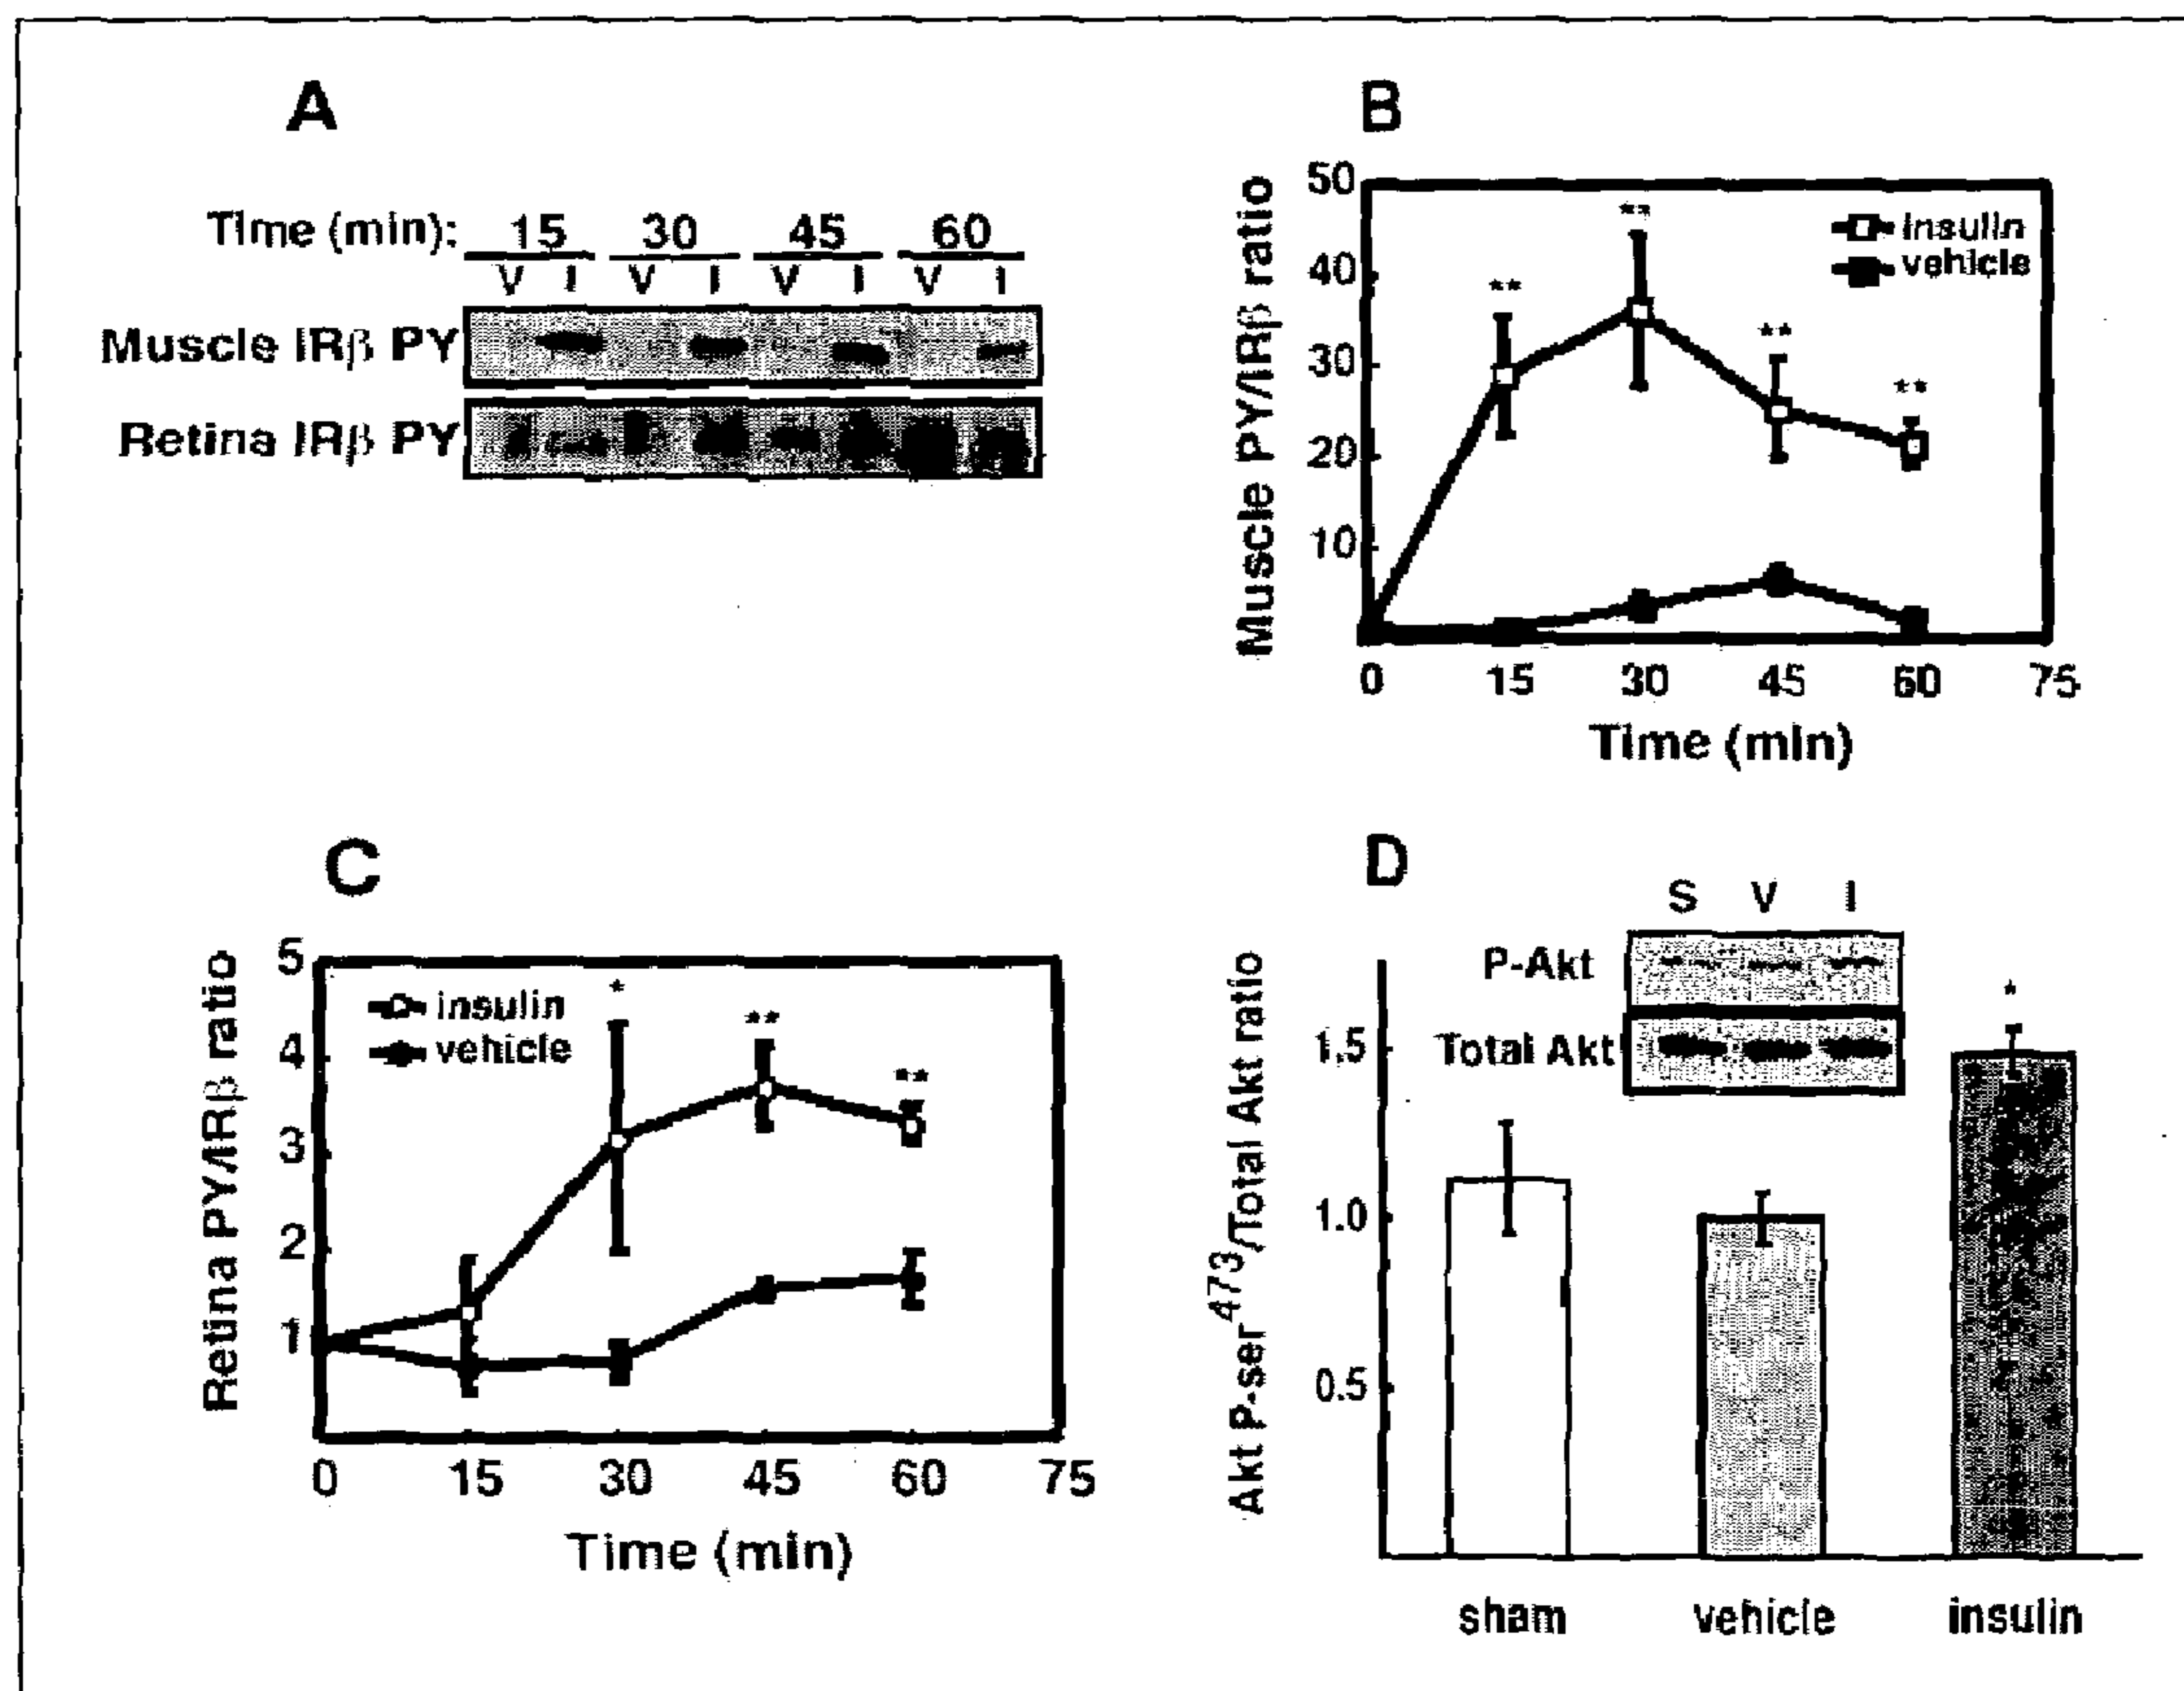 A
Time (min): 15 30 45 60
V I V I V I V I
Muscle IRβ PY
Retina IRβ PY
B
Muscle PY/IRβ ratio
50
40
30
20
10
insulin
vehicle
** ** ** **
0 15 30 45 60 75
Time (min)
C
Retina PY/IRβ ratio
5
4
3
2
1
insulin
vehicle
* ** **
0 15 30 45 60 75
Time (min)
D
S V I
P-Akt
Total Akt
Akt P-ser473/Total Akt ratio
1.5
1.0
0.5
*
sham vehicle insulin